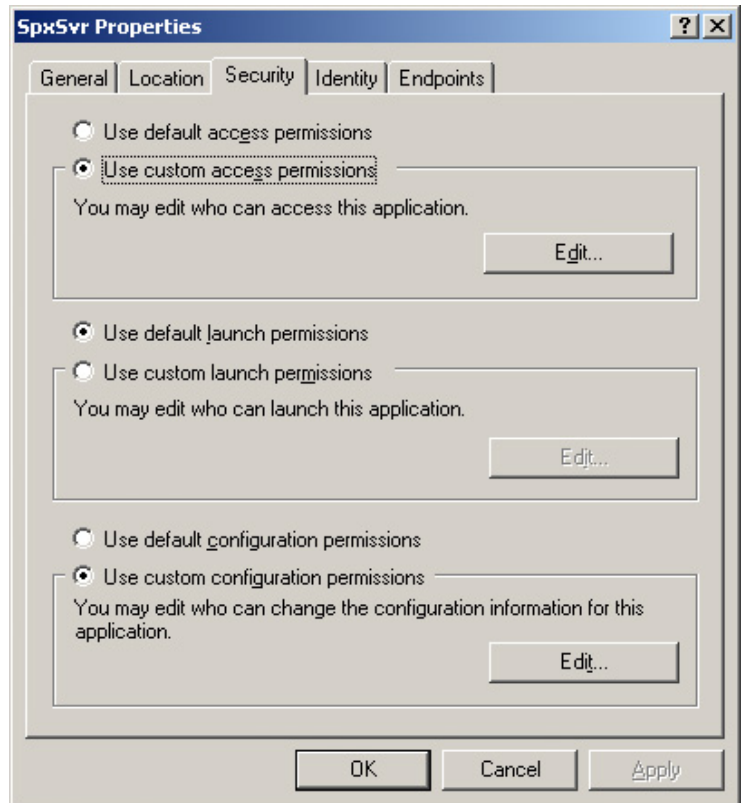 SpxSvr Properties
General Location Security Identity Endpoints
Use default access permissions
Use custom access permissions
You may edit who can access this application.
Edit...
Use default launch permissions
Use custom launch permissions
You may edit who can launch this application.
Edit...
Use default configuration permissions
Use custom configuration permissions
You may edit who can change the configuration information for this
application.
Edit...
OK Cancel Apply